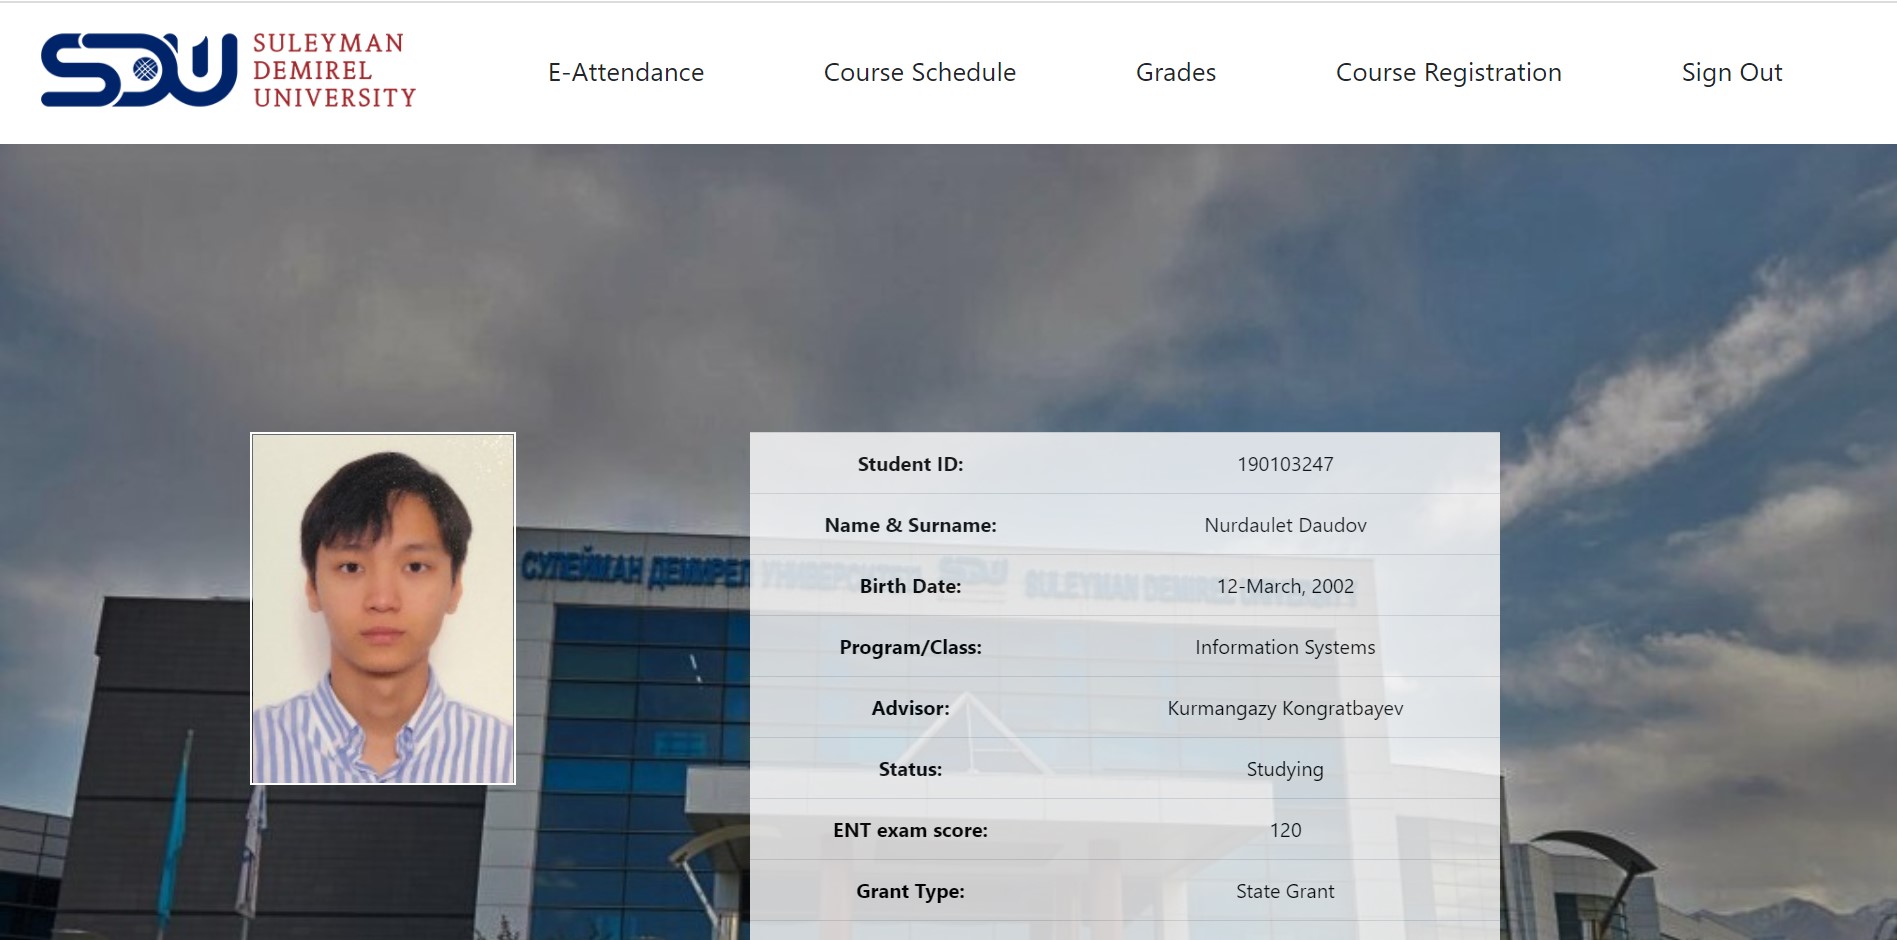 SULEYMAN
DEMIREL
UNIVERSITY
SDU
E-Attendance Course Schedule Grades Course Registration Sign Out
Student ID: 190103247
Name & Surname: Nurdaulet Daudov
СУЛЕЙМАН ДЕМИРЕЛ УНИВЕРСИТЕТІ SDU SULEYMAN DEMIREL UNIVERSITY
Birth Date: 12-March, 2002
Program/Class: Information Systems
Advisor: Kurmangazy Kongratbayev
Status: Studying
ENT exam score: 120
Grant Type: State Grant